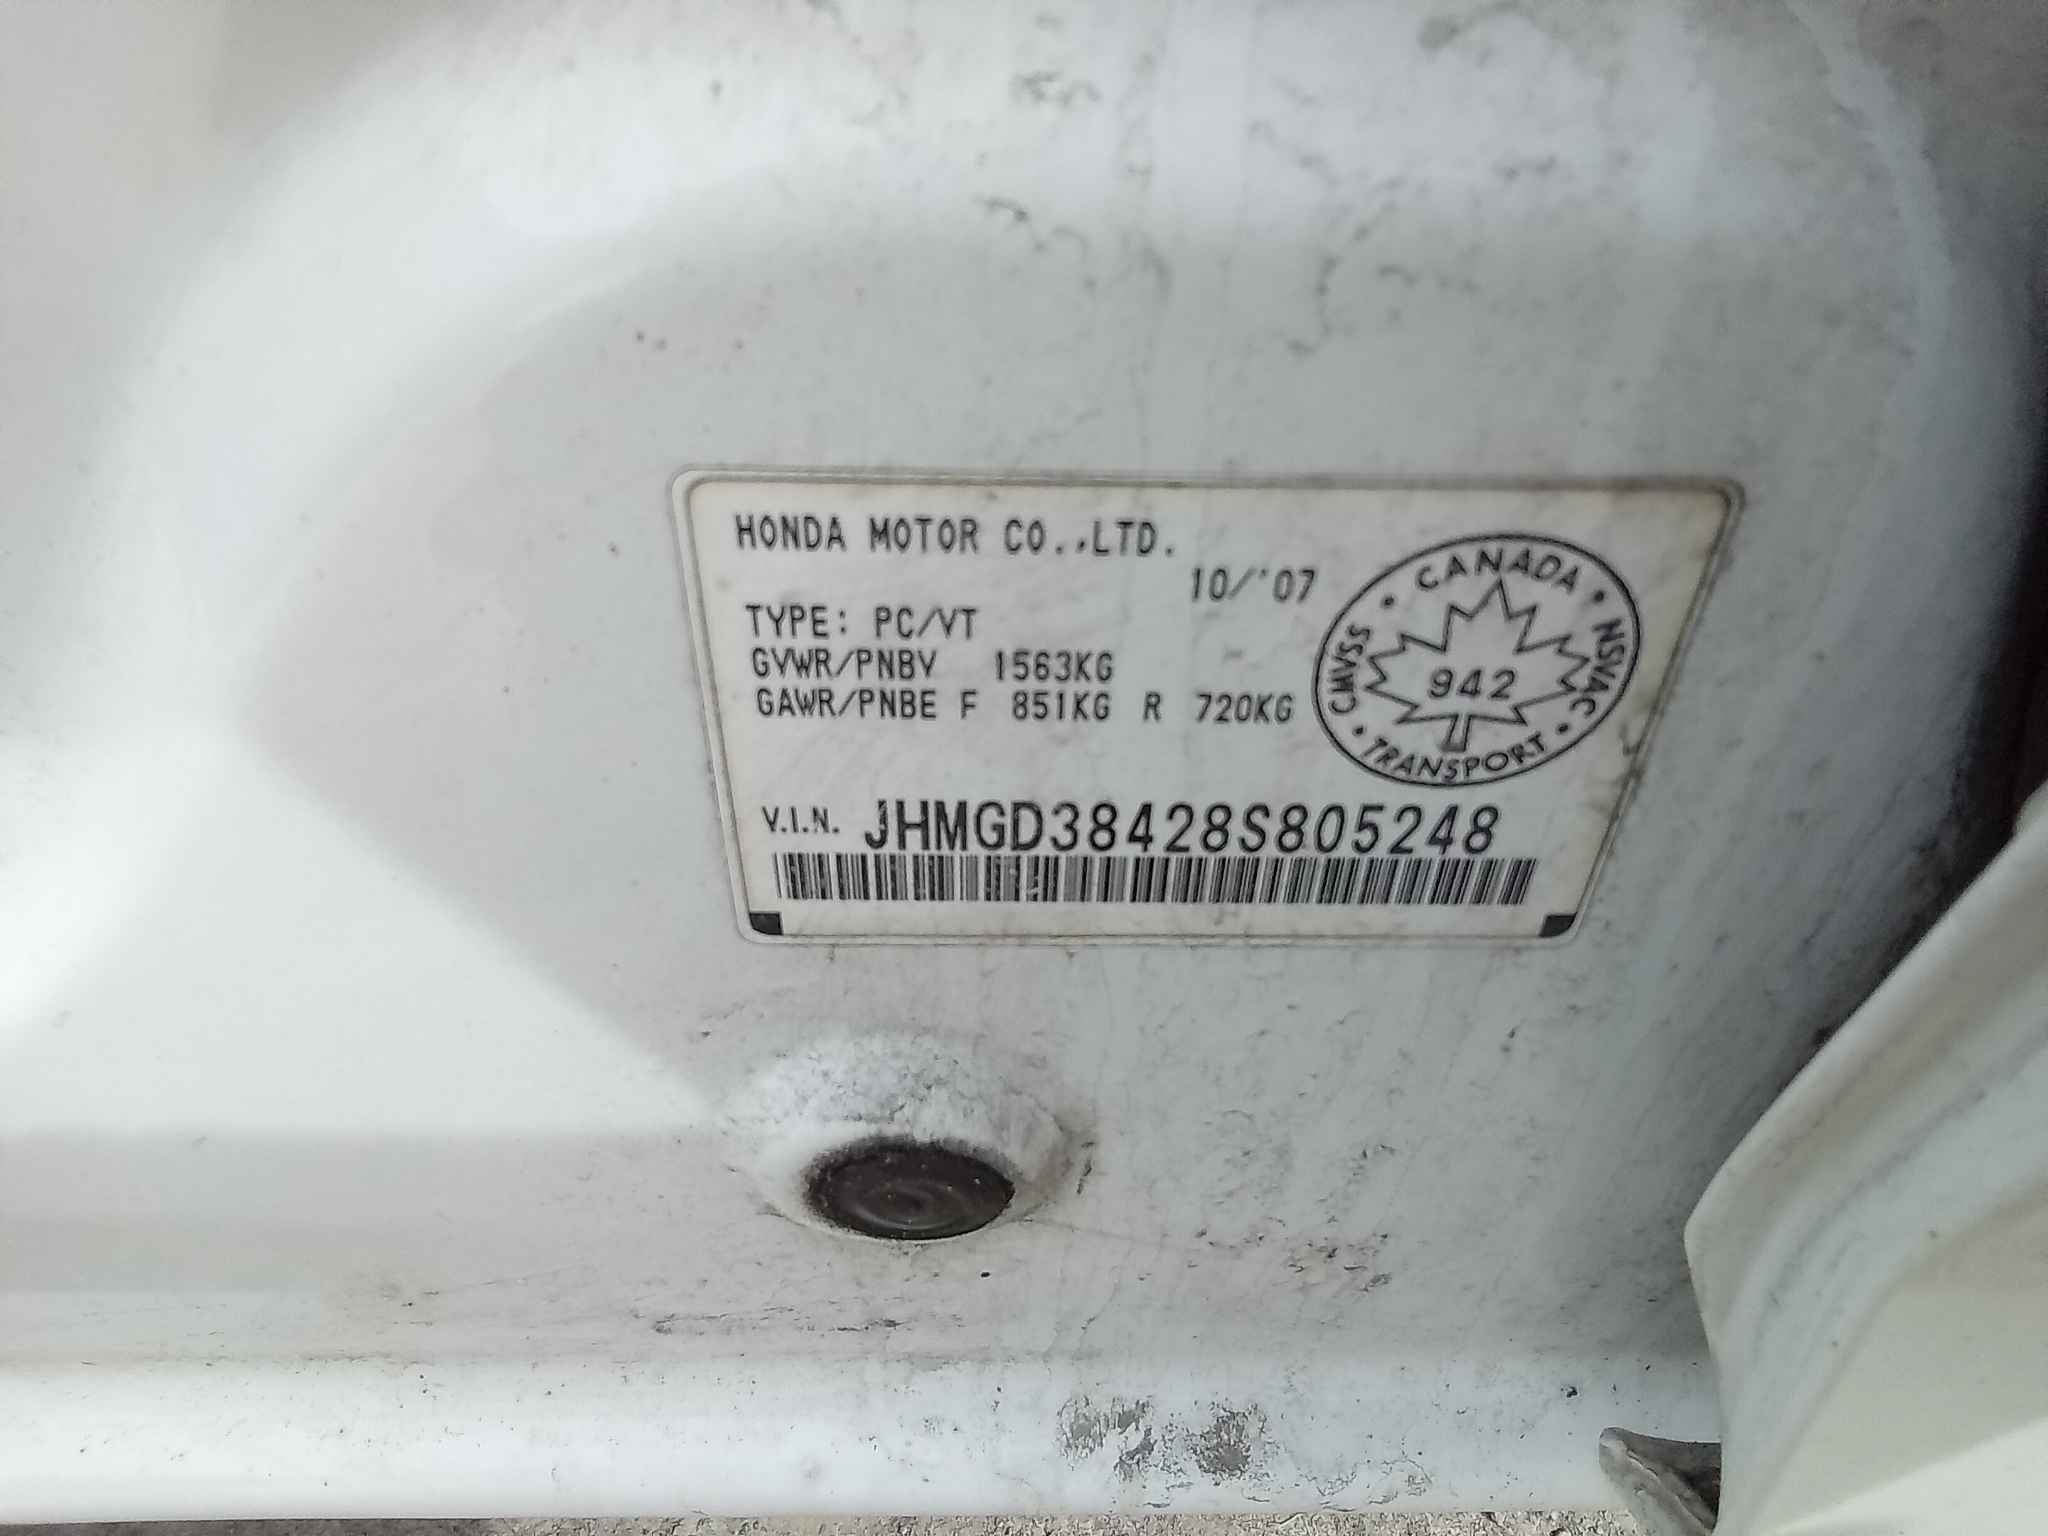 HONDA MOTOR CO.,LTD.
10/'07
TYPE: PC/VT
GVWR/PNBV 1563KG
GAWR/PNBE F 851KG R 720KG
CANADA
CMVSS
NSVAC
942
TRANSPORT
V.I.N. JHMGD38428S805248